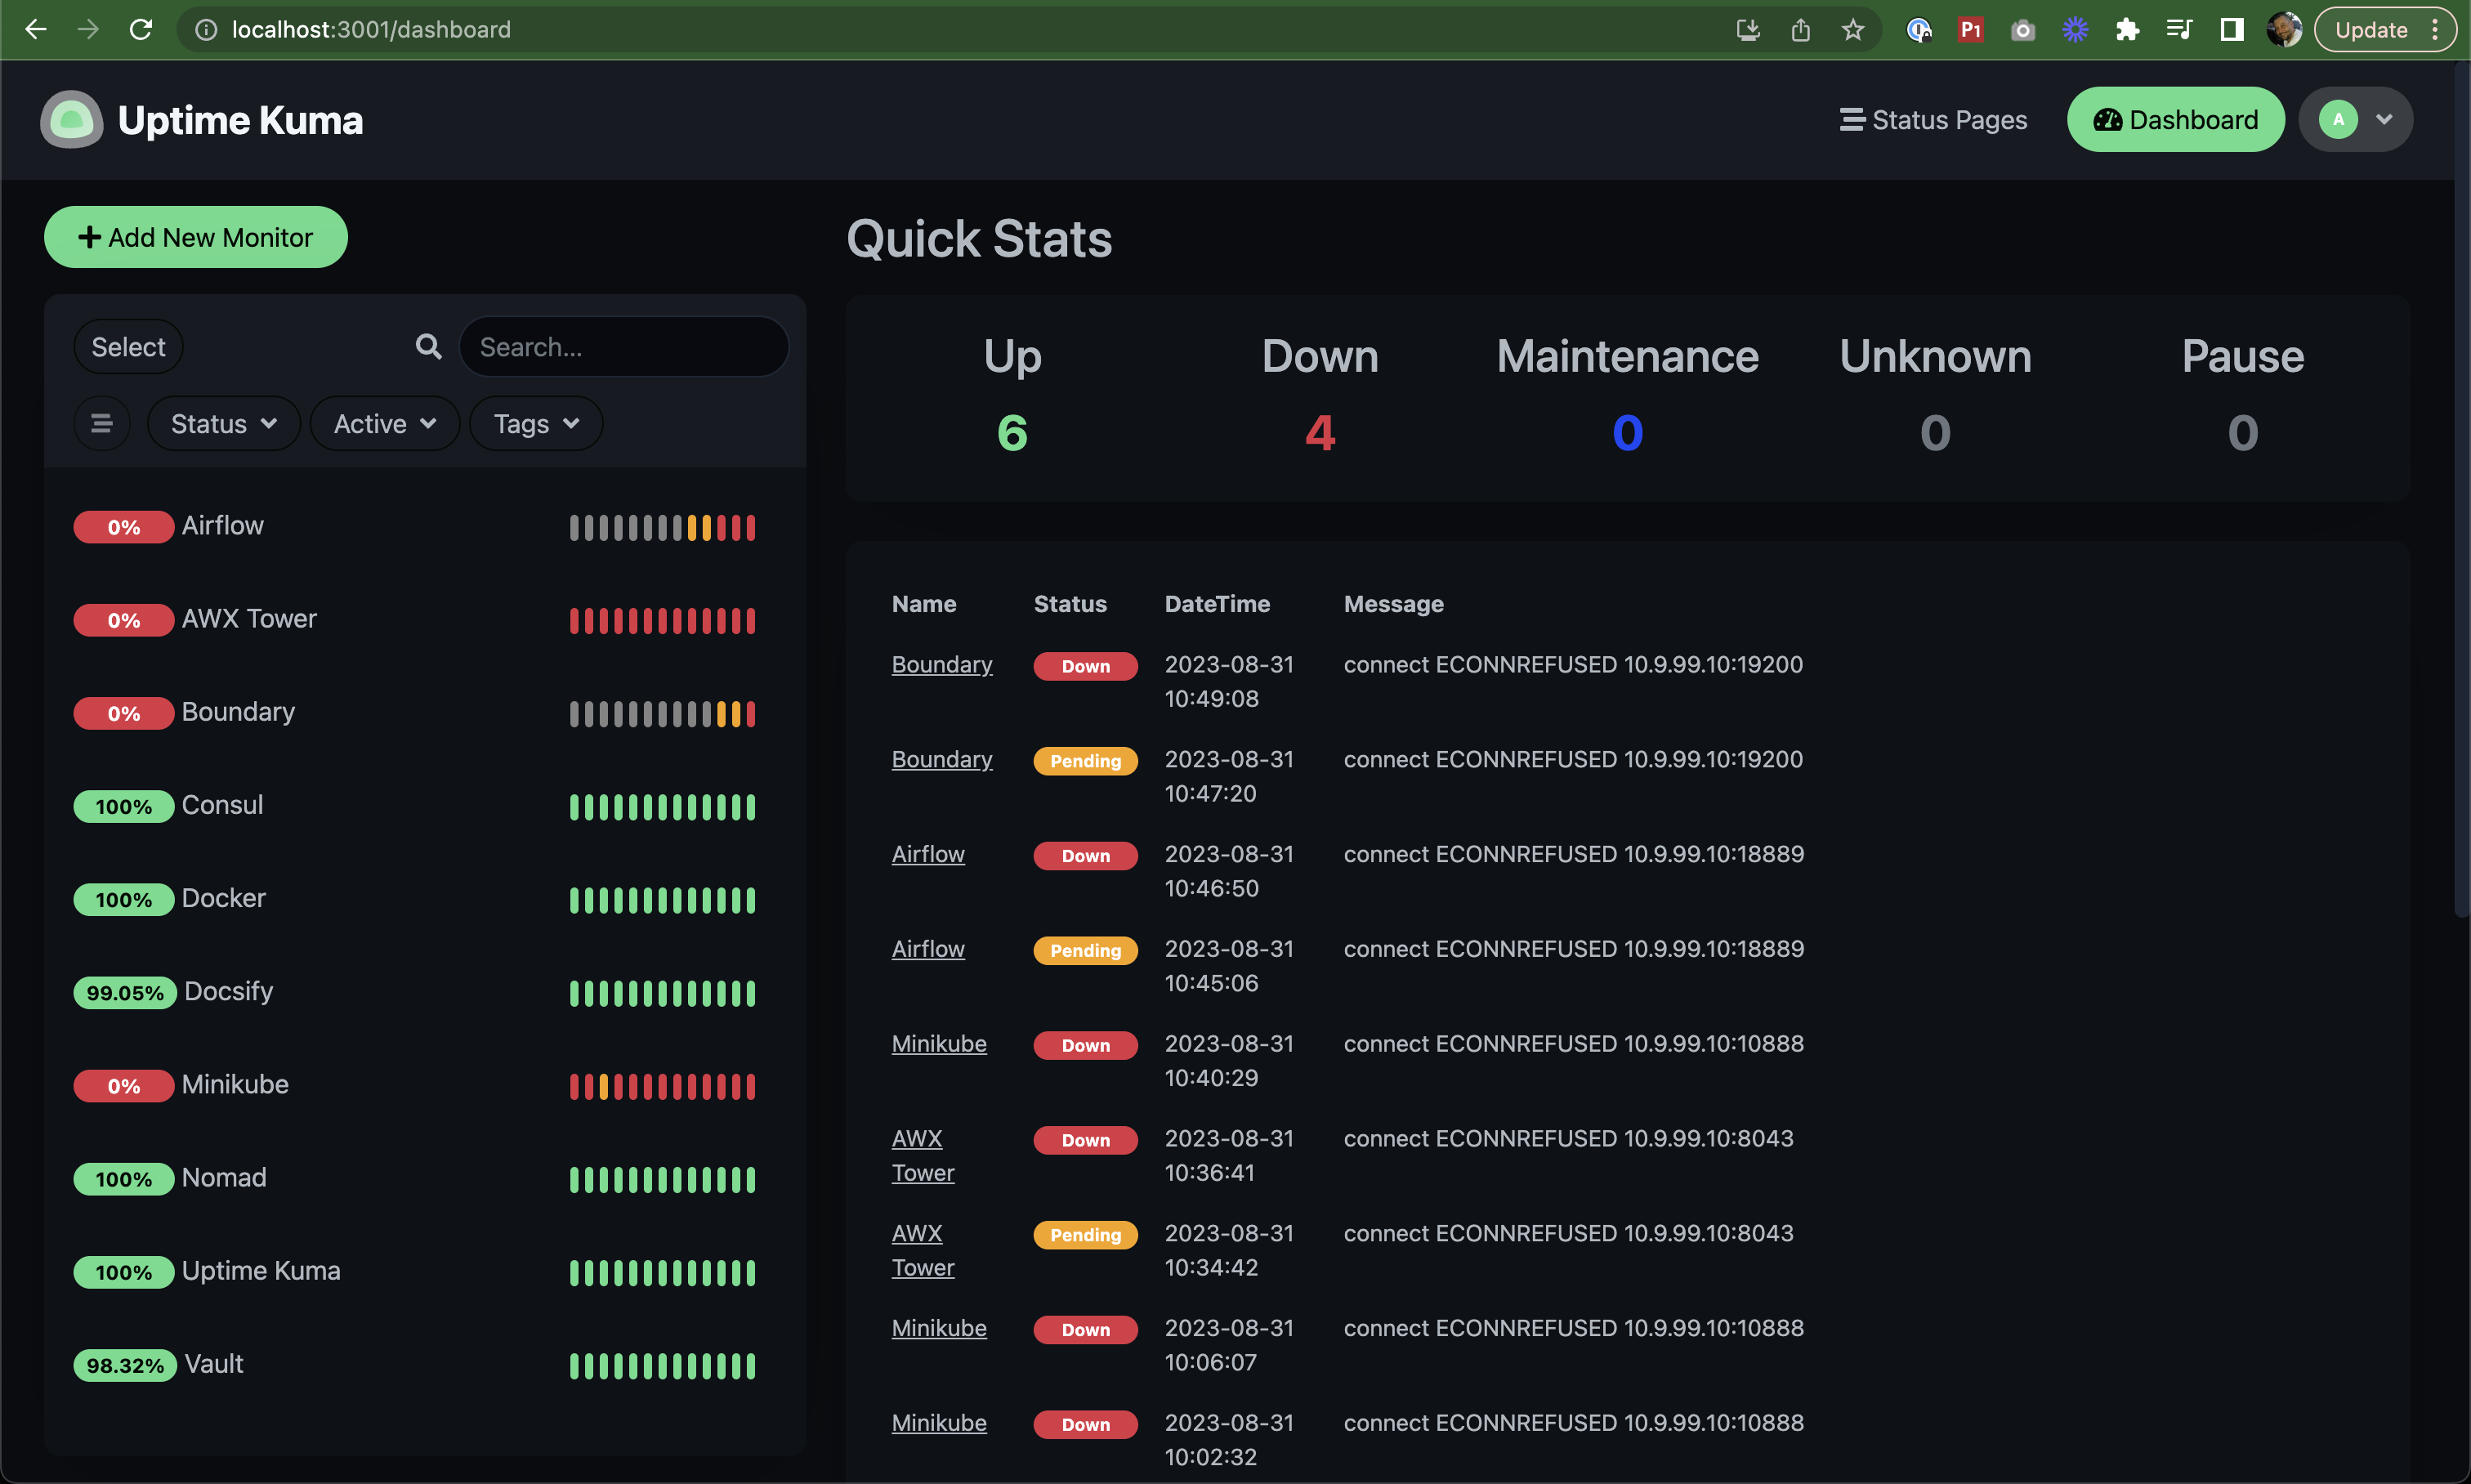 localhost:3001/dashboard
P1
Update
Uptime Kuma
Status Pages
Dashboard
A
Add New Monitor
Select
Search...
Status
Active
Tags
0% Airflow
0% AWX Tower
0% Boundary
100% Consul
100% Docker
99.05% Docsify
0% Minikube
100% Nomad
100% Uptime Kuma
98.32% Vault
Quick Stats
Up Down Maintenance Unknown Pause
6 4 0 0 0
Name Status DateTime Message
Boundary Down 2023-08-31 connect ECONNREFUSED 10.9.99.10:19200
10:49:08
Boundary Pending 2023-08-31 connect ECONNREFUSED 10.9.99.10:19200
10:47:20
Airflow Down 2023-08-31 connect ECONNREFUSED 10.9.99.10:18889
10:46:50
Airflow Pending 2023-08-31 connect ECONNREFUSED 10.9.99.10:18889
10:45:06
Minikube Down 2023-08-31 connect ECONNREFUSED 10.9.99.10:10888
10:40:29
AWX Down 2023-08-31 connect ECONNREFUSED 10.9.99.10:8043
Tower 10:36:41
AWX Pending 2023-08-31 connect ECONNREFUSED 10.9.99.10:8043
Tower 10:34:42
Minikube Down 2023-08-31 connect ECONNREFUSED 10.9.99.10:10888
10:06:07
Minikube Down 2023-08-31 connect ECONNREFUSED 10.9.99.10:10888
10:02:32